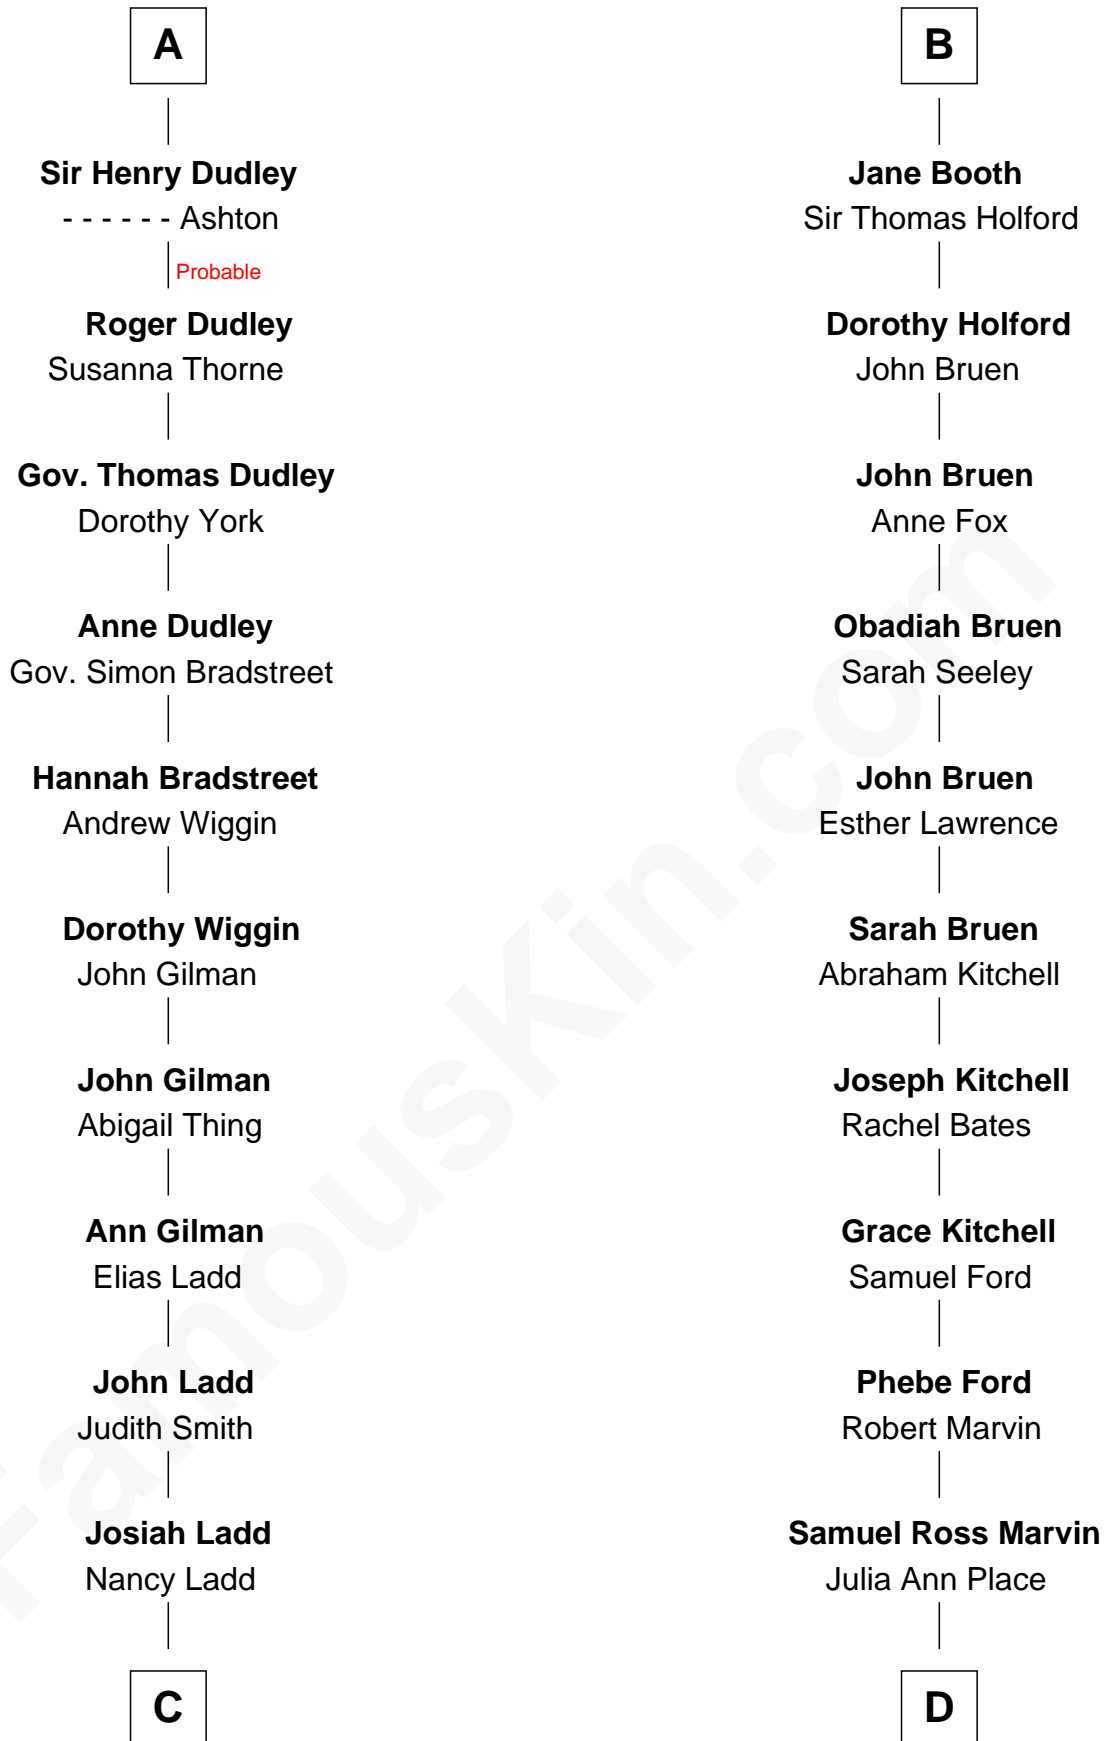 A
Sir Henry Dudley
- - - - - - Ashton
Probable
Roger Dudley
Susanna Thorne
Gov. Thomas Dudley
Dorothy York
Anne Dudley
Gov. Simon Bradstreet
Hannah Bradstreet
Andrew Wiggin
Dorothy Wiggin
John Gilman
John Gilman
Abigail Thing
Ann Gilman
Elias Ladd
John Ladd
Judith Smith
Josiah Ladd
Nancy Ladd
C
B
Jane Booth
Sir Thomas Holford
Dorothy Holford
John Bruen
John Bruen
Anne Fox
Obadiah Bruen
Sarah Seeley
John Bruen
Esther Lawrence
Sarah Bruen
Abraham Kitchell
Joseph Kitchell
Rachel Bates
Grace Kitchell
Samuel Ford
Phebe Ford
Robert Marvin
Samuel Ross Marvin
Julia Ann Place
D
FamousKin.com